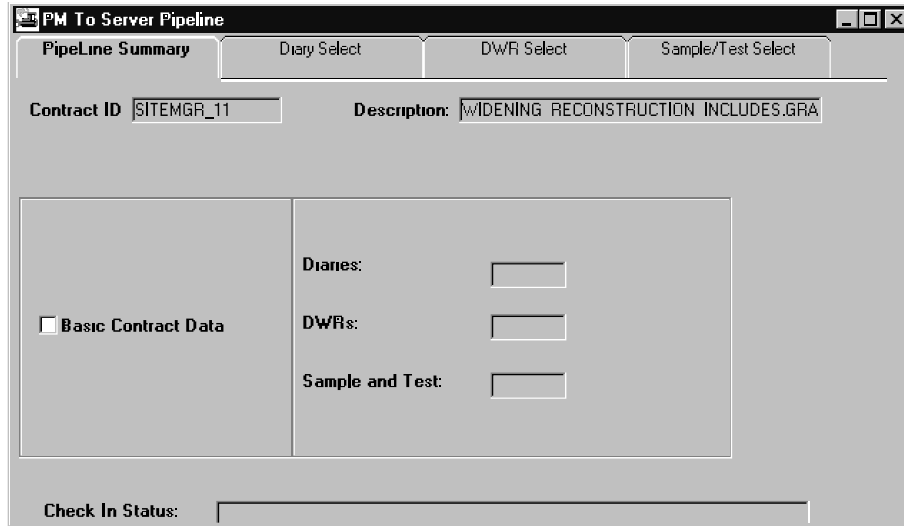 PM To Server Pipeline
PipeLine Summary Diary Select DWR Select Sample/Test Select
Contract ID SITEMGR_11 Description: WIDENING RECONSTRUCTION INCLUDES.GRA
Diaries:
Basic Contract Data DWRs:
Sample and Test:
Check In Status: